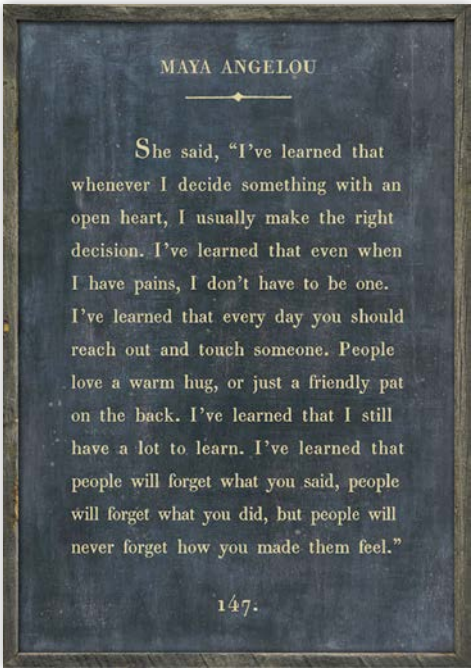 MAYA ANGELOU
She said, “I’ve learned that
whenever I decide something with an
open heart, I usually make the right
decision. I’ve learned that even when
I have pains, I don’t have to be one.
I’ve learned that every day you should
reach out and touch someone. People
love a warm hug, or just a friendly pat
on the back. I’ve learned that I still
have a lot to learn. I’ve learned that
people will forget what you said, people
will forget what you did, but people will
never forget how you made them feel.”
147.